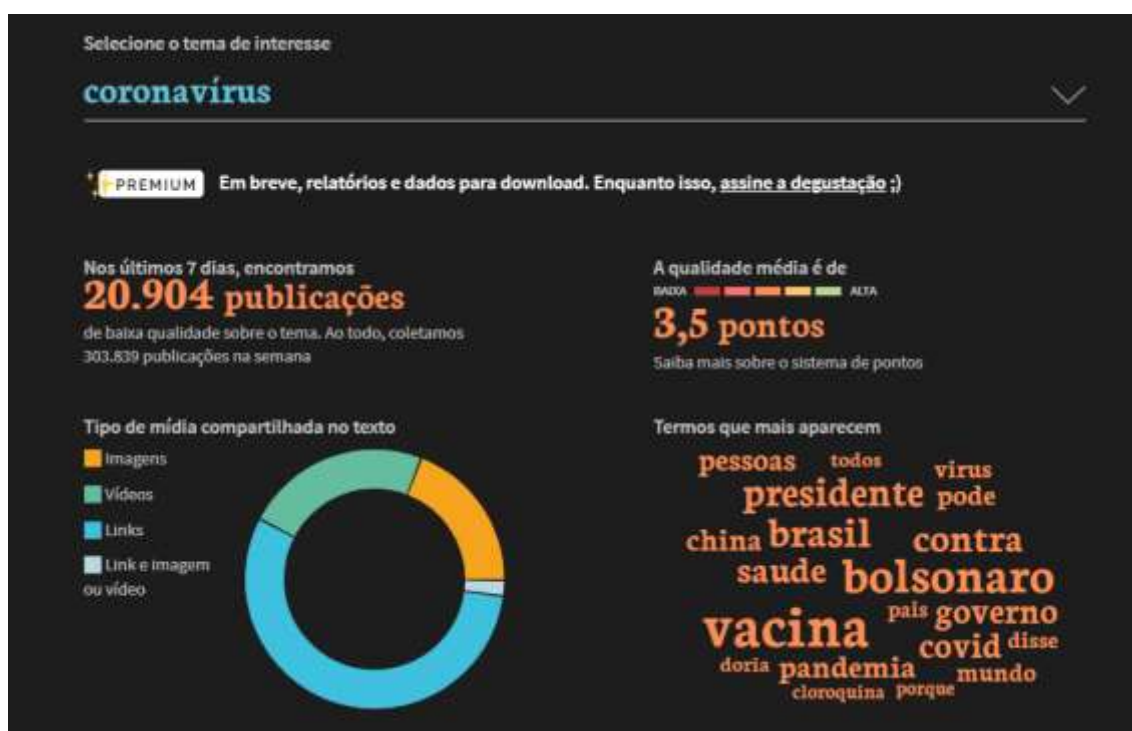 Selecione o tema de interesse
coronavírus
PREMIUM Em breve, relatórios e dados para download. Enquanto isso, assine a degustação ;)
Nos últimos 7 dias, encontramos
20.904 publicações
de baixa qualidade sobre o tema. Ao todo, coletamos
303.839 publicações na semana
A qualidade média é de
BAIXA ALTA
3,5 pontos
Saiba mais sobre o sistema de pontos
Tipo de mídia compartilhada no texto
Imagens
Vídeos
Links
Link e imagem
ou vídeo
Termos que mais aparecem
pessoas todos virus
presidente pode
china brasil contra
saude bolsonaro
vacina pais governo
covid disse
doria pandemia mundo
cloroquina porque